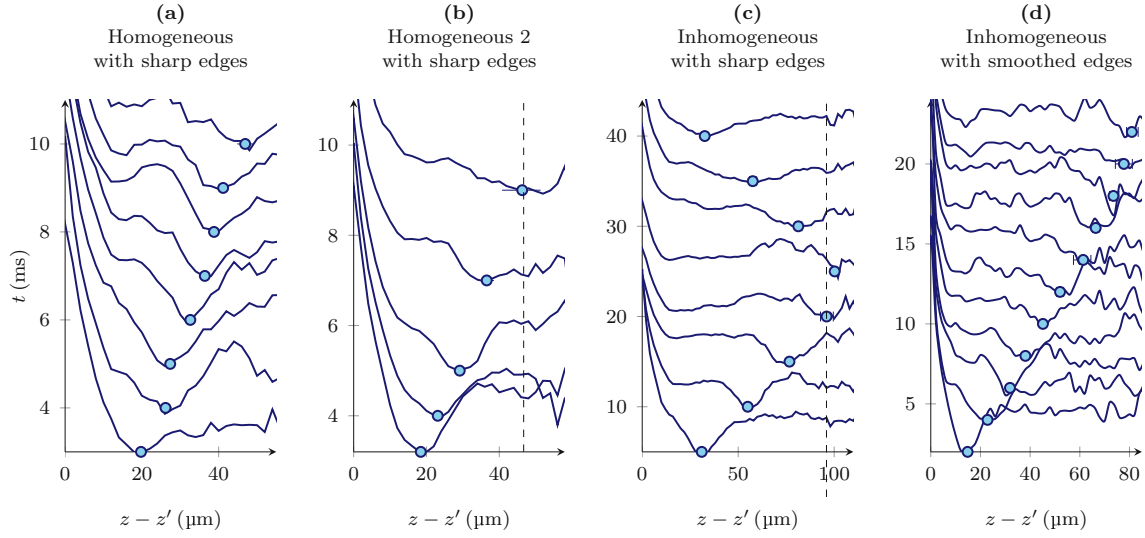 (a)
Homogeneous
with sharp edges
(b)
Homogeneous 2
with sharp edges
(c)
Inhomogeneous
with sharp edges
(d)
Inhomogeneous
with smoothed edges
t (ms)
10
8
6
4
0
20
40
z − z′ (µm)
10
8
6
4
0
20
40
z − z′ (µm)
40
30
20
10
0
50
100
z − z′ (µm)
20
15
10
5
0
20
40
60
80
z − z′ (µm)